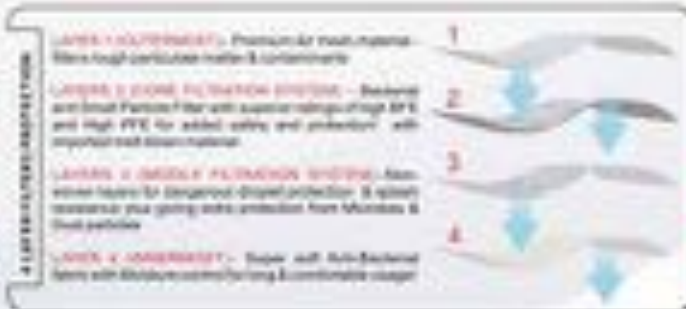 4 LAYER FILTERS PROTECTION
LAYER 1 (OUTERMOST):- Premium Air mesh material -
filters rough particulate matter & contaminants
LAYERS 2 (CORE FILTRATION SYSTEM) - Bacterial
and Small Particle Filter with superior ratings of high BFE
and High PFE for added safety and protection with
imported melt blown material
LAYERS 3 (MIDDLE FILTRATION SYSTEM)- Non-
woven layers for dangerous droplet protection & splash
resistance plus giving extra protection from Microbes &
Dust particles
LAYER 4 (INNERMOST):- Super soft Anti-Bacterial
fabric with Moisture control for long & comfortable usage
1
2
3
4